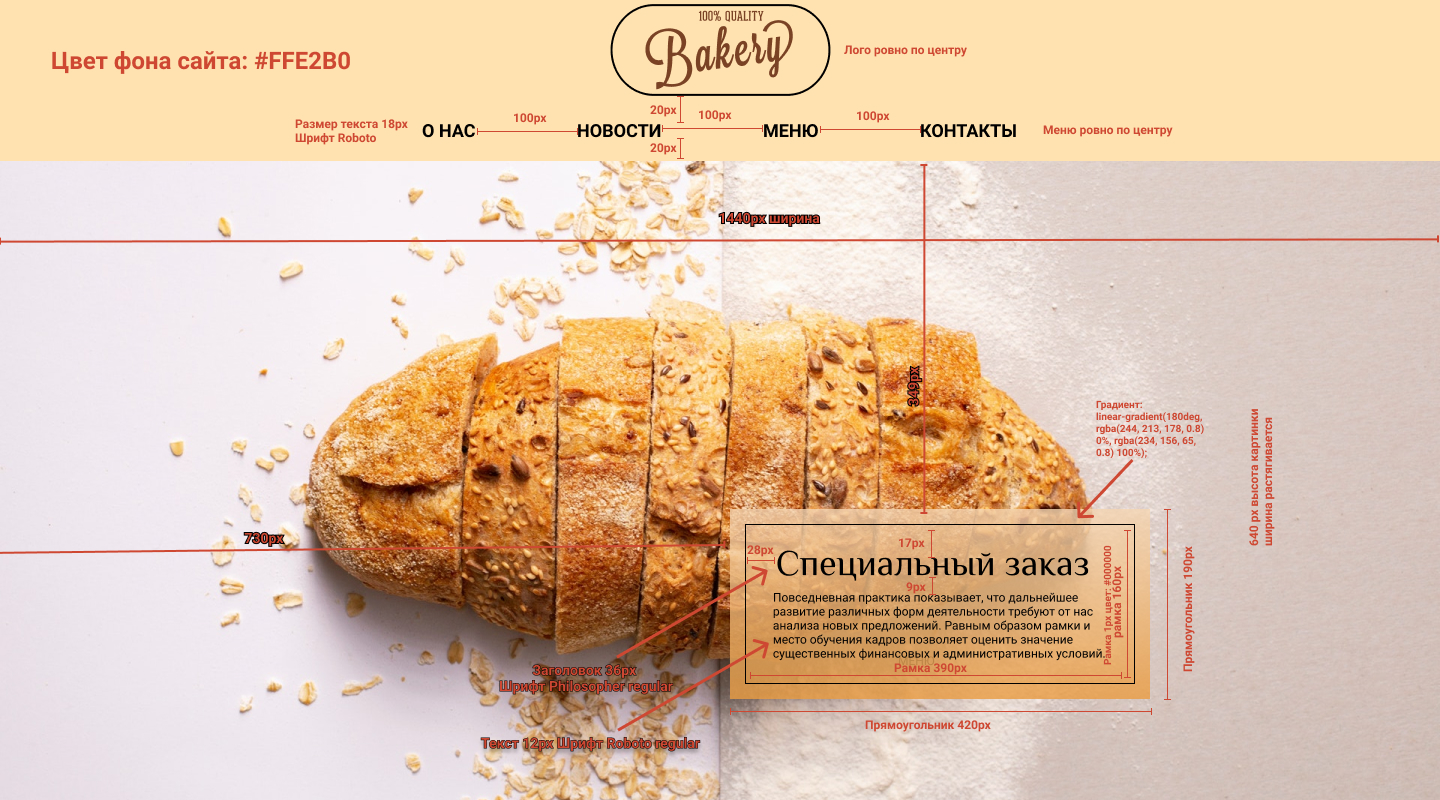 100% QUALITY
Bakery
Лого ровно по центру
Цвет фона сайта: #FFE2B0
20px
100px
100px
100px
Размер текста 18px
Шрифт Roboto
О НАС
НОВОСТИ
МЕНЮ
КОНТАКТЫ
Меню ровно по центру
20px
1440px ширина
349px
Градиент:
linear-gradient(180deg,
rgba(244, 213, 178, 0.8)
0%, rgba(234, 156, 65,
0.8) 100%);
640 px высота картинки
ширина растягивается
730px
28px
17px
Специальный заказ
9px
Повседневная практика показывает, что дальнейшее
развитие различных форм деятельности требуют от нас
анализа новых предложений. Равным образом рамки и
место обучения кадров позволяет оценить значение
существенных финансовых и административных условий.
Рамка 1px цвет: #000000
рамка 160px
Рамка 390px
Прямоугольник 190px
Заголовок 36px
Шрифт Philosopher regular
Прямоугольник 420px
Текст 12px Шрифт Roboto regular